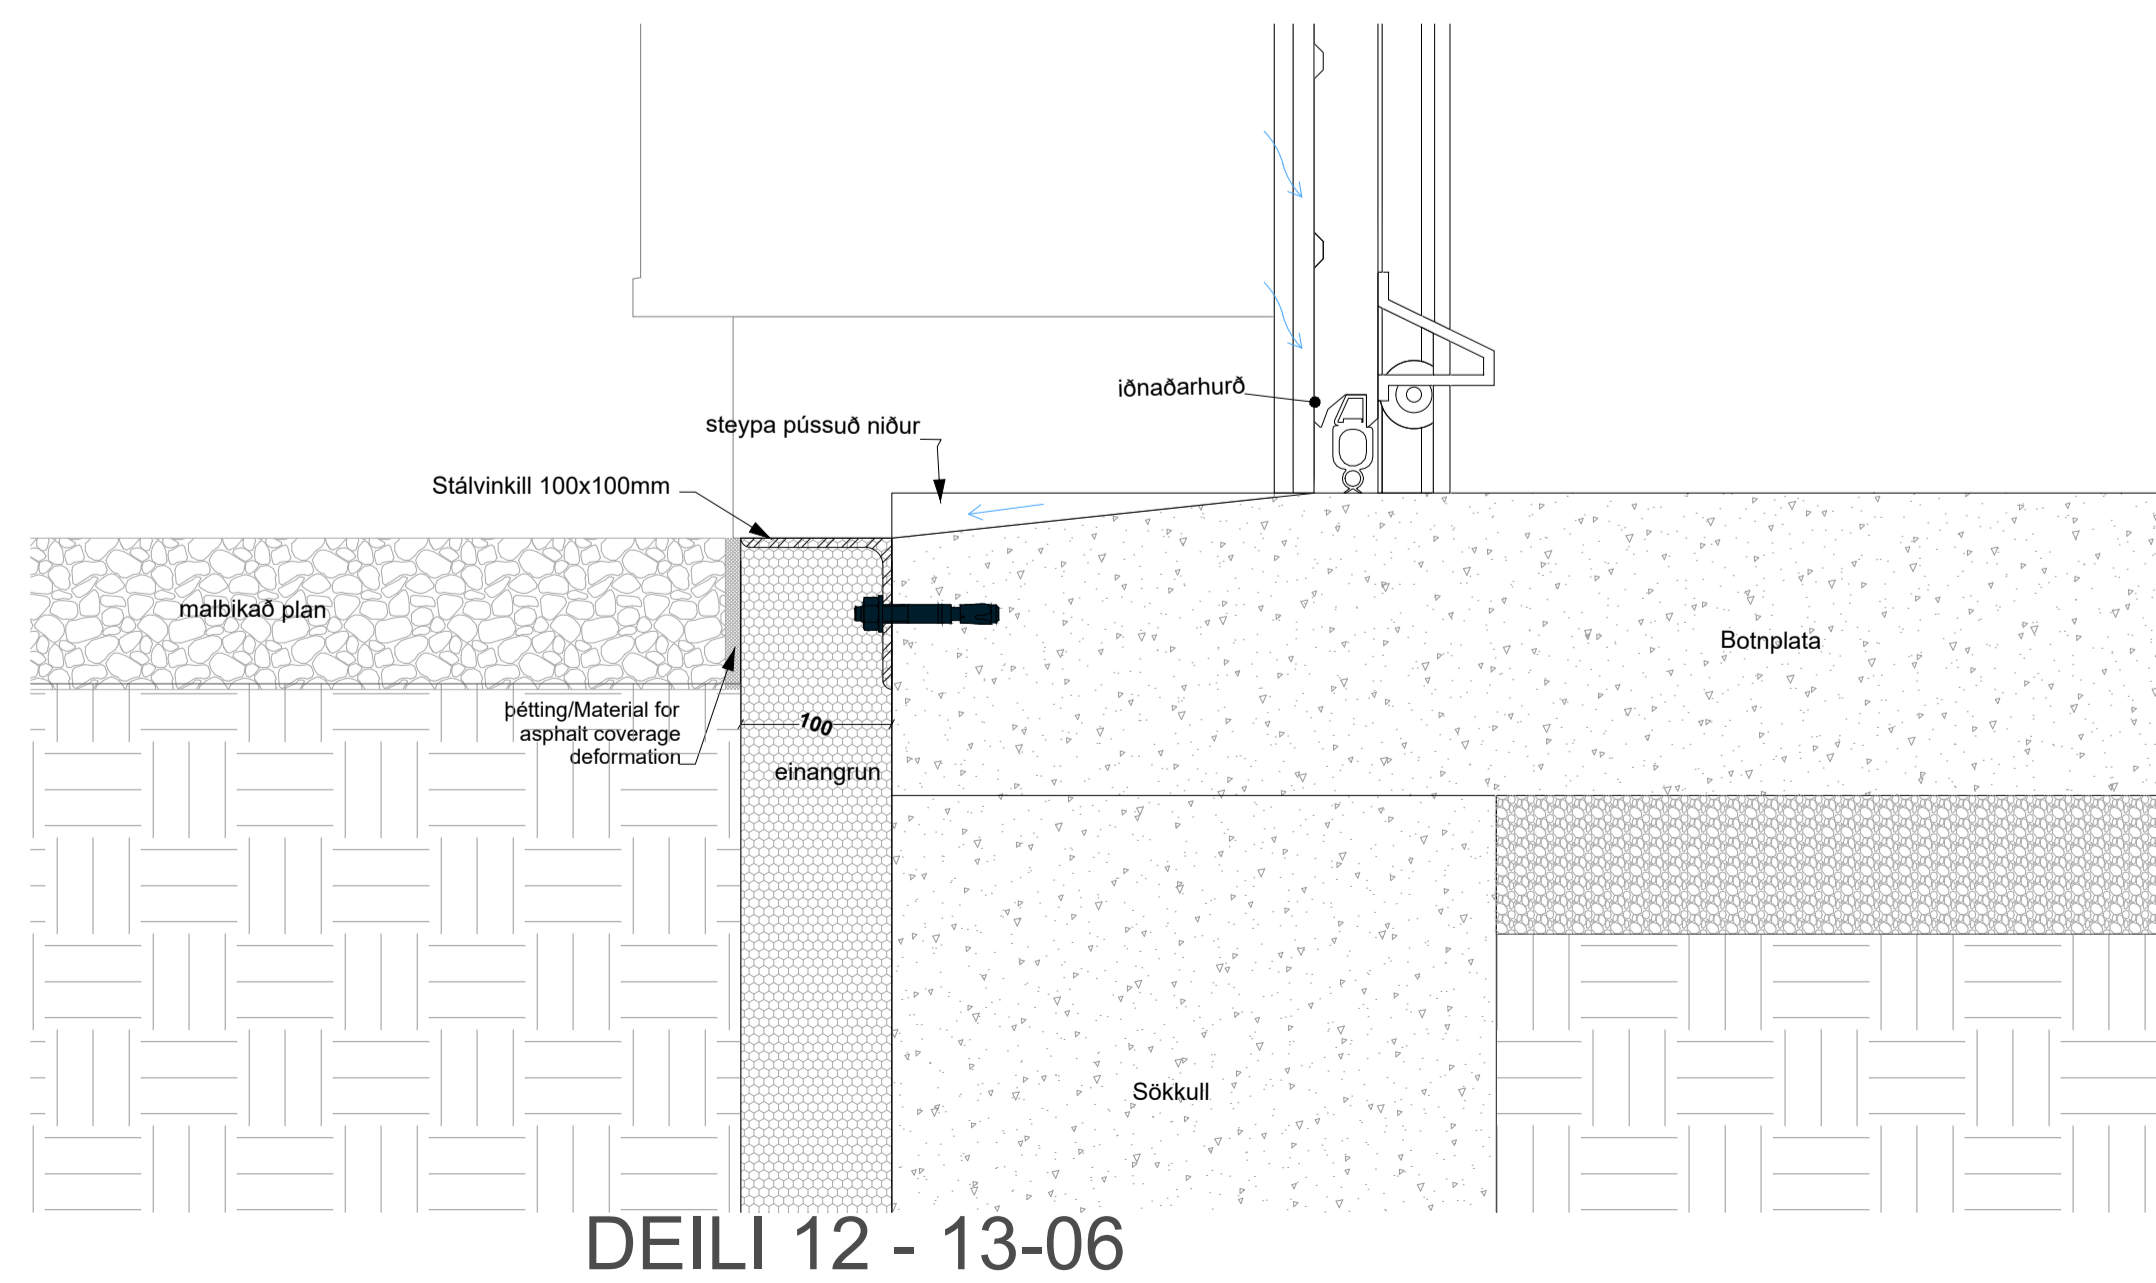 iðnaðarhurð
steypa pússuð niður
Stálvinkill 100x100mm
malbikað plan
Botnplata
þétting/Material for
asphalt coverage
deformation
100
einangrun
Sökkull
DEILI 12 - 13-06